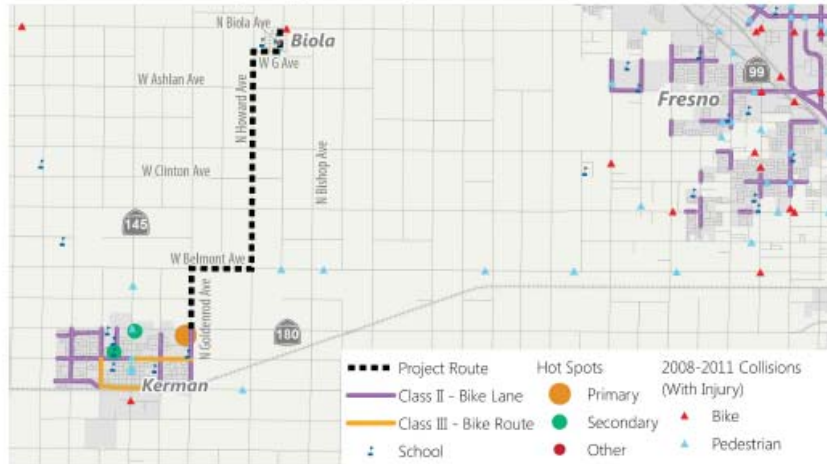 N Biola Ave
Biola
W G Ave
W Ashlan Ave
99
Fresno
N Howard Ave
N Bishop Ave
W Clinton Ave
145
W Belmont Ave
N Goldenrod Ave
180
Kerman
Project Route
Class II - Bike Lane
Class III - Bike Route
School
Hot Spots
Primary
Secondary
Other
2008-2011 Collisions
(With Injury)
Bike
Pedestrian